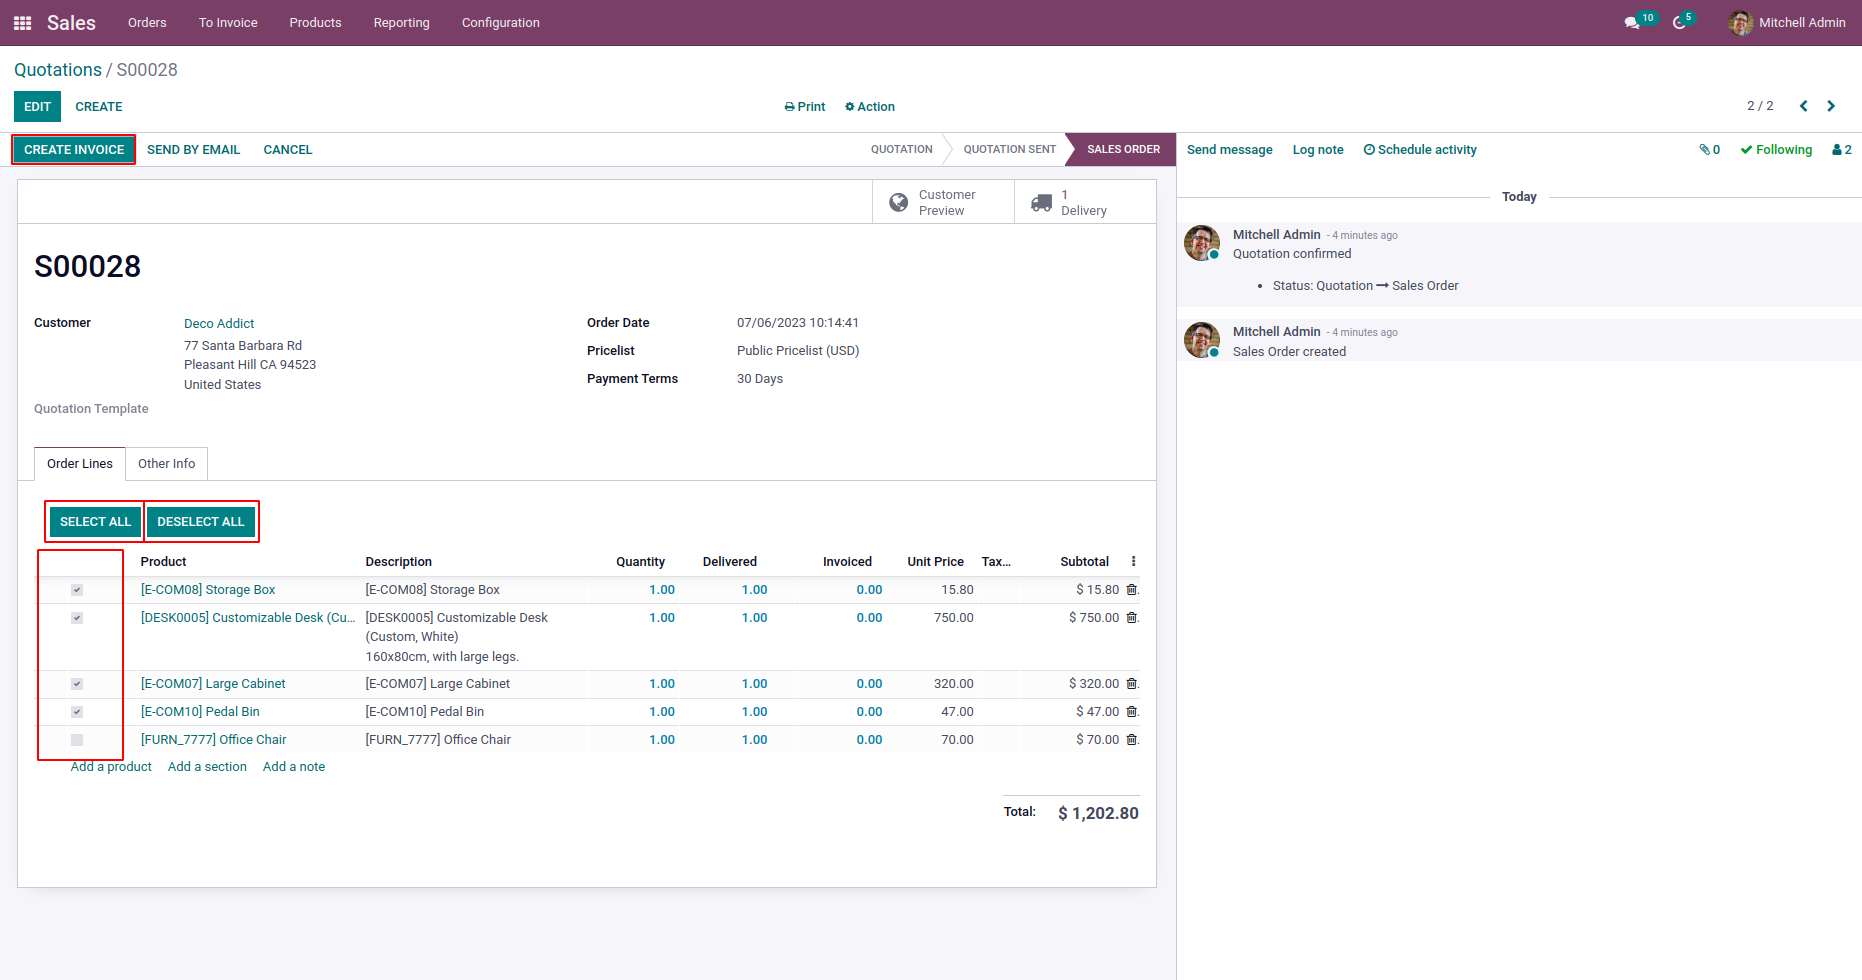 Sales Orders To Invoice Products Reporting Configuration 10 5 Mitchell Admin
Quotations / S00028
EDIT CREATE Print Action 2 / 2
CREATE INVOICE SEND BY EMAIL CANCEL QUOTATION QUOTATION SENT SALES ORDER Send message Log note Schedule activity 0 Following 2
Customer Preview 1 Delivery
Today
S00028
Mitchell Admin - 4 minutes ago
Quotation confirmed
• Status: Quotation → Sales Order
Mitchell Admin - 4 minutes ago
Sales Order created
Customer Deco Addict
77 Santa Barbara Rd
Pleasant Hill CA 94523
United States
Quotation Template
Order Date 07/06/2023 10:14:41
Pricelist Public Pricelist (USD)
Payment Terms 30 Days
Order Lines Other Info
SELECT ALL DESELECT ALL
Product Description Quantity Delivered Invoiced Unit Price Tax... Subtotal
[E-COM08] Storage Box [E-COM08] Storage Box 1.00 1.00 0.00 15.80 $ 15.80
[DESK0005] Customizable Desk (Cu... [DESK0005] Customizable Desk 1.00 1.00 0.00 750.00 $ 750.00
(Custom, White)
160x80cm, with large legs.
[E-COM07] Large Cabinet [E-COM07] Large Cabinet 1.00 1.00 0.00 320.00 $ 320.00
[E-COM10] Pedal Bin [E-COM10] Pedal Bin 1.00 1.00 0.00 47.00 $ 47.00
[FURN_7777] Office Chair [FURN_7777] Office Chair 1.00 1.00 0.00 70.00 $ 70.00
Add a product Add a section Add a note
Total: $ 1,202.80